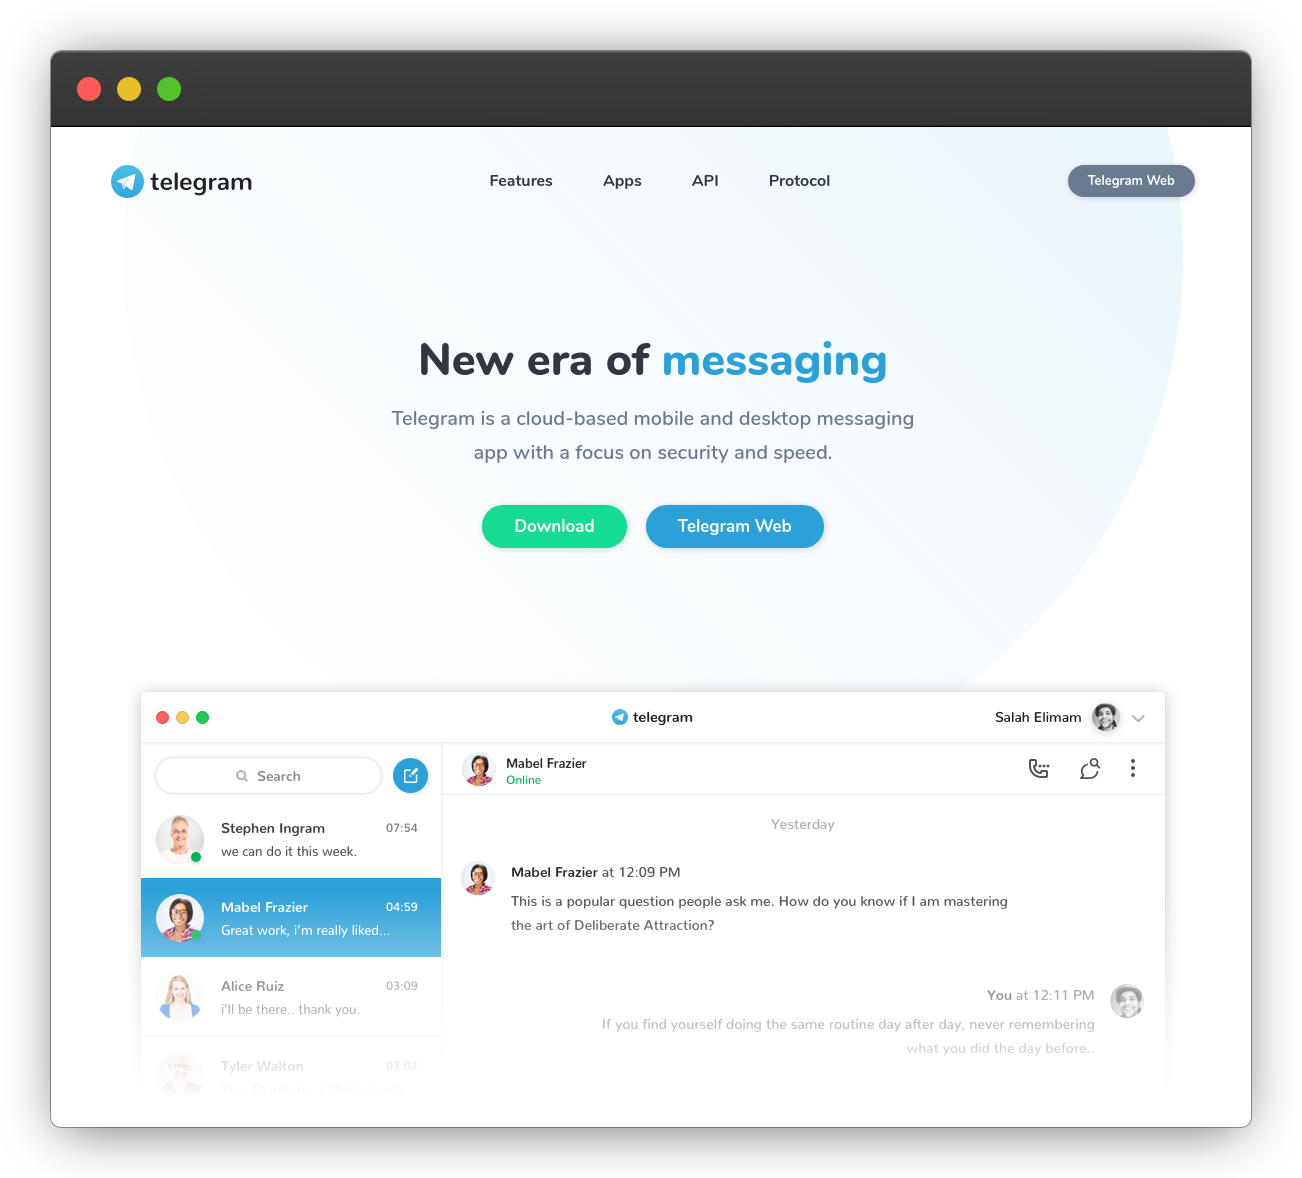 telegram
Features
Apps
API
Protocol
Telegram Web
New era of messaging
Telegram is a cloud-based mobile and desktop messaging
app with a focus on security and speed.
Download
Telegram Web
telegram
Salah Elimam
Search
Stephen Ingram 07:54
we can do it this week.
Mabel Frazier 04:59
Great work, i'm really liked...
Alice Ruiz 03:09
i'll be there.. thank you.
Tyler Walton 03:02
You: Thank you, i'll be in touch
Mabel Frazier
Online
Yesterday
Mabel Frazier at 12:09 PM
This is a popular question people ask me. How do you know if I am mastering
the art of Deliberate Attraction?
You at 12:11 PM
If you find yourself doing the same routine day after day, never remembering
what you did the day before..